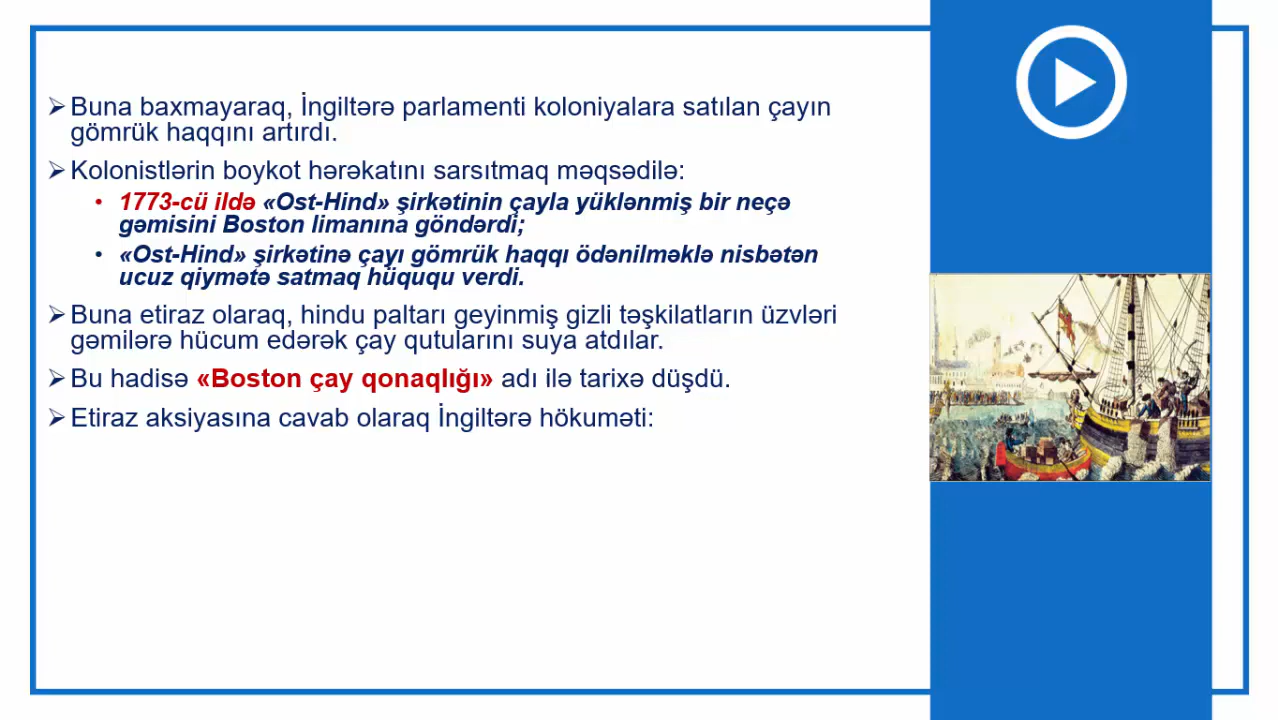 Buna baxmayaraq, İngiltərə parlamenti koloniyalara satılan çayın
gömrük haqqını artırdı.
Kolonistlərin boykot hərəkatını sarsıtmaq məqsədilə:
• 1773-cü ildə «Ost-Hind» şirkətinin çayla yüklənmiş bir neçə
gəmisini Boston limanına göndərdi;
• «Ost-Hind» şirkətinə çayı gömrük haqqı ödənilməklə nisbətən
ucuz qiymətə satmaq hüququ verdi.
Buna etiraz olaraq, hindu paltarı geyinmiş gizli təşkilatların üzvləri
gəmilərə hücum edərək çay qutularını suya atdılar.
Bu hadisə «Boston çay qonaqlığı» adı ilə tarixə düşdü.
Etiraz aksiyasına cavab olaraq İngiltərə hökuməti: